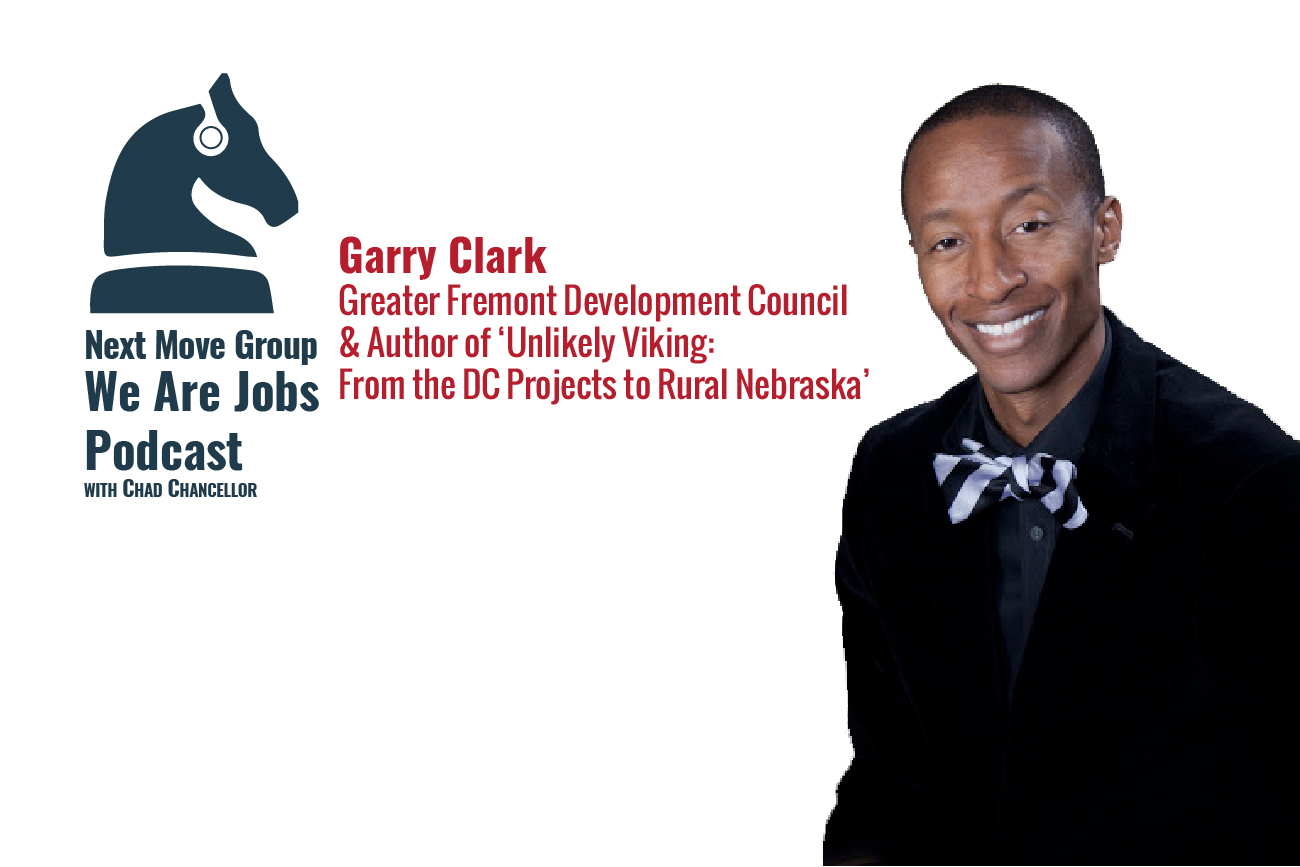 Next Move Group
We Are Jobs
Podcast
WITH CHAD CHANCELLOR
Garry Clark
Greater Fremont Development Council
& Author of ‘Unlikely Viking:
From the DC Projects to Rural Nebraska’